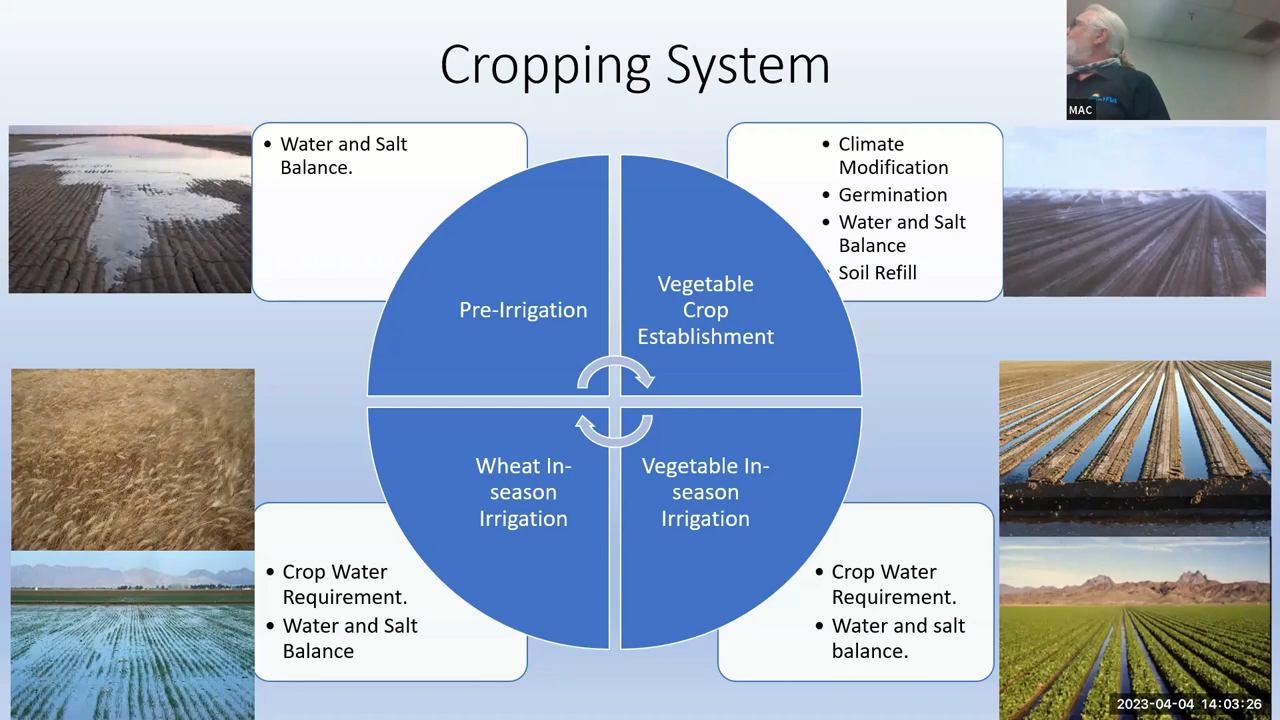 Cropping System
MAC
• Water and Salt
Balance.
• Climate
Modification
• Germination
• Water and Salt
Balance
• Soil Refill
Pre-Irrigation
Vegetable
Crop
Establishment
Wheat In-
season
Irrigation
Vegetable In-
season
Irrigation
• Crop Water
Requirement.
• Water and Salt
Balance
• Crop Water
Requirement.
• Water and salt
balance.
2023-04-04 14:03:26